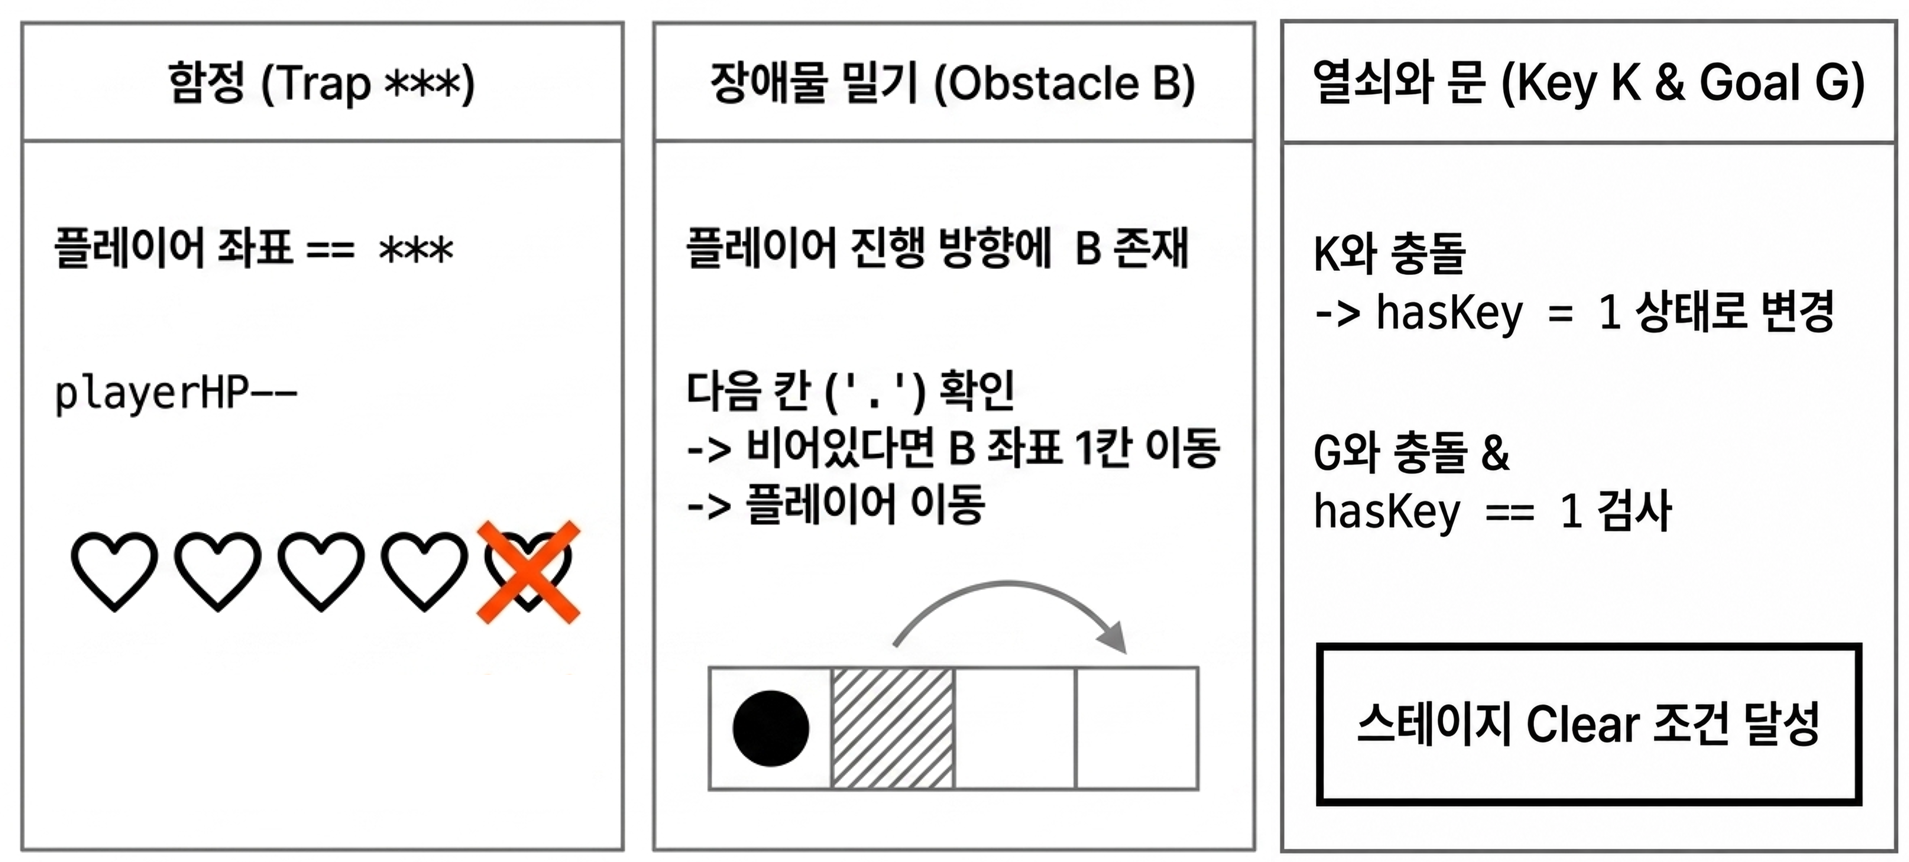 함정 (Trap ***)
플레이어 좌표 == ***
playerHP--
장애물 밀기 (Obstacle B)
플레이어 진행 방향에 B 존재
다음 칸 ('.') 확인
-> 비어있다면 B 좌표 1칸 이동
-> 플레이어 이동
열쇠와 문 (Key K & Goal G)
K와 충돌
-> hasKey = 1 상태로 변경
G와 충돌 &
hasKey == 1 검사
스테이지 Clear 조건 달성